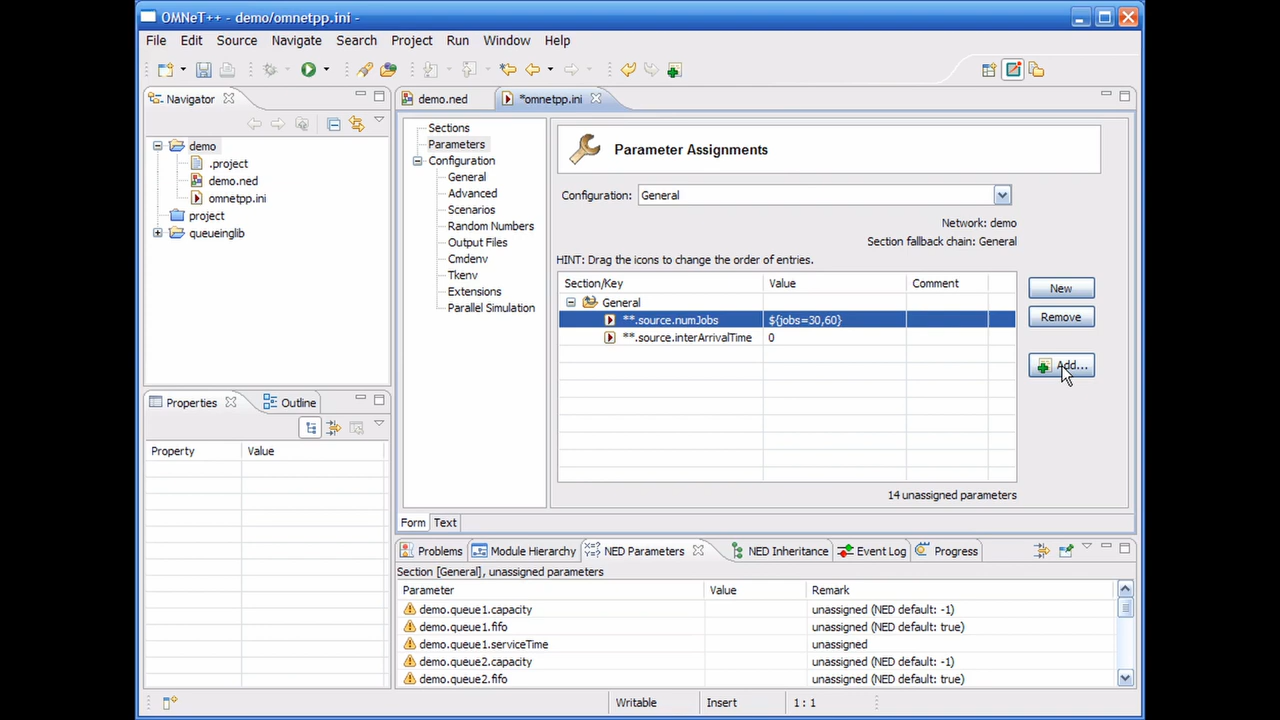 OMNeT++ - demo/omnetpp.ini -
File Edit Source Navigate Search Project Run Window Help
Navigator
demo
.project
demo.ned
omnetpp.ini
project
queueinglib
Properties Outline
Property Value
demo.ned *omnetpp.ini
Sections
Parameters
Configuration
General
Advanced
Scenarios
Random Numbers
Output Files
Cmdenv
Tkenv
Extensions
Parallel Simulation
Parameter Assignments
Configuration: General
Network: demo
Section fallback chain: General
HINT: Drag the icons to change the order of entries.
Section/Key Value Comment
General
**.source.numJobs ${jobs=30,60}
**.source.interArrivalTime 0
New
Remove
Add...
14 unassigned parameters
Form Text
Problems Module Hierarchy NED Parameters NED Inheritance Event Log Progress
Section [General], unassigned parameters
Parameter Value Remark
demo.queue1.capacity unassigned (NED default: -1)
demo.queue1.fifo unassigned (NED default: true)
demo.queue1.serviceTime unassigned
demo.queue2.capacity unassigned (NED default: -1)
demo.queue2.fifo unassigned (NED default: true)
Writable Insert 1 : 1